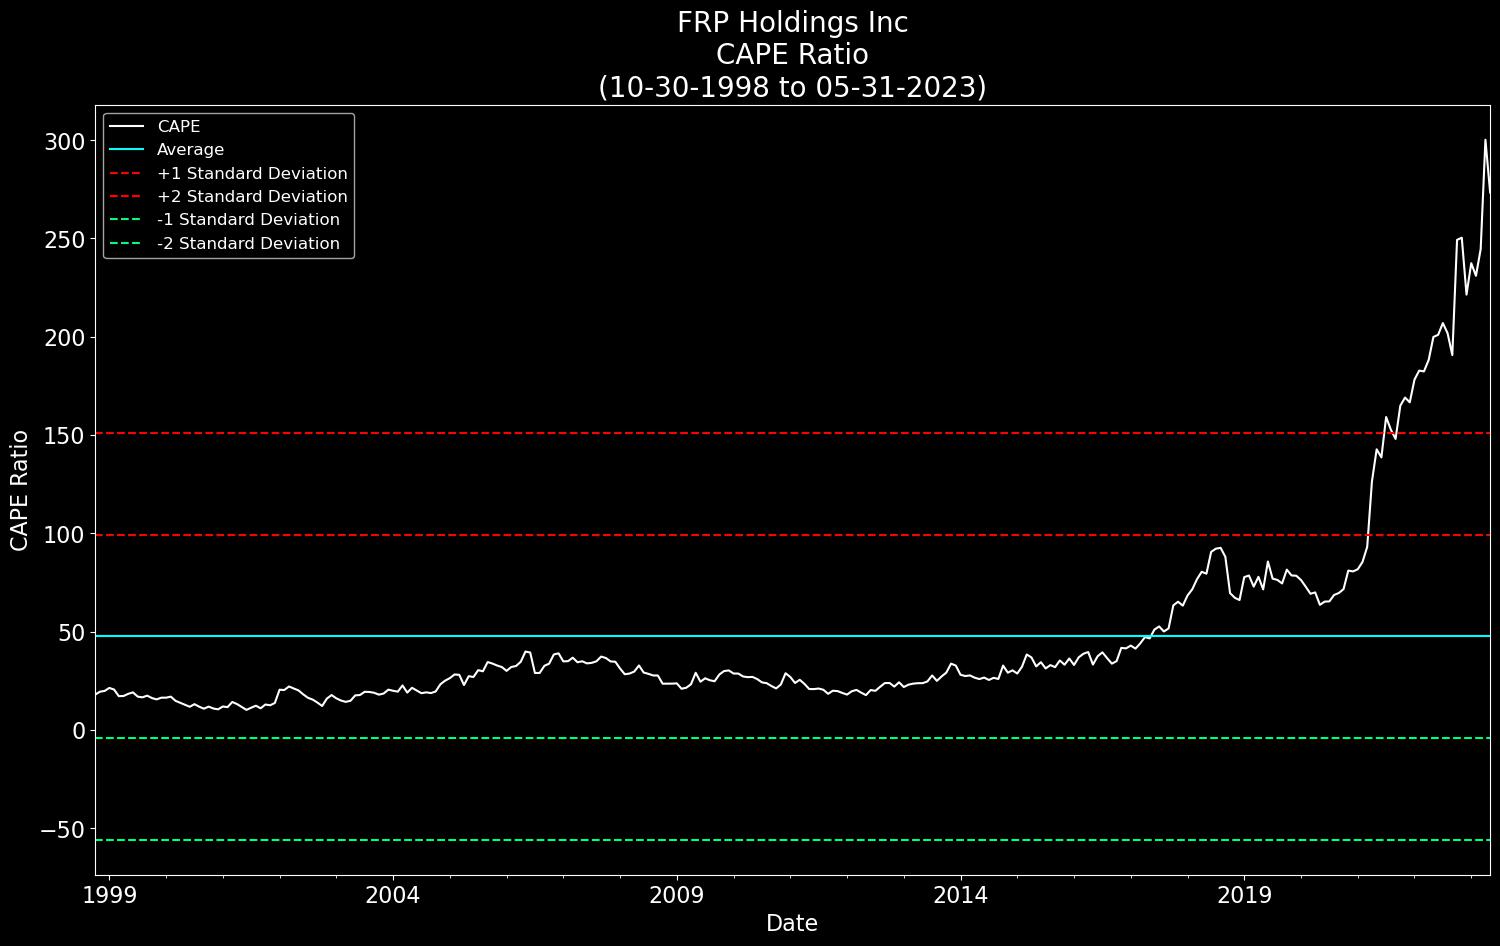 FRP Holdings Inc
CAPE Ratio
(10-30-1998 to 05-31-2023)
CAPE
Average
+1 Standard Deviation
+2 Standard Deviation
-1 Standard Deviation
-2 Standard Deviation
300
250
200
150
100
50
0
−50
CAPE Ratio
1999 2004 2009 2014 2019
Date